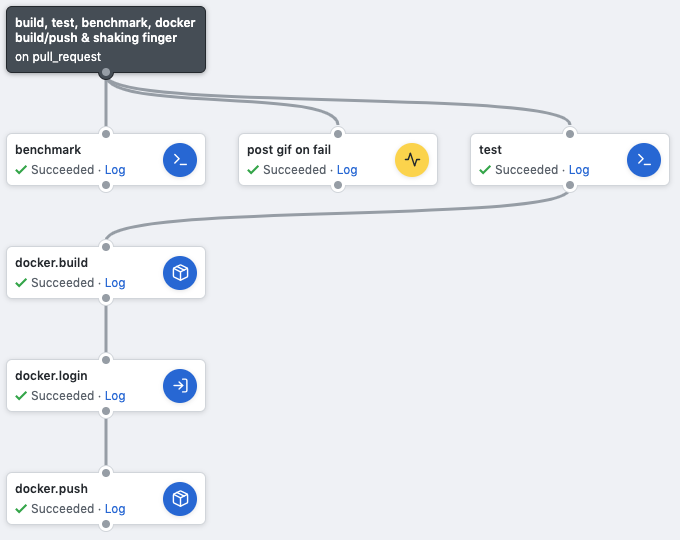 build, test, benchmark, docker
build/push & shaking finger
on pull_request
benchmark
Succeeded · Log
post gif on fail
Succeeded · Log
test
Succeeded · Log
docker.build
Succeeded · Log
docker.login
Succeeded · Log
docker.push
Succeeded · Log